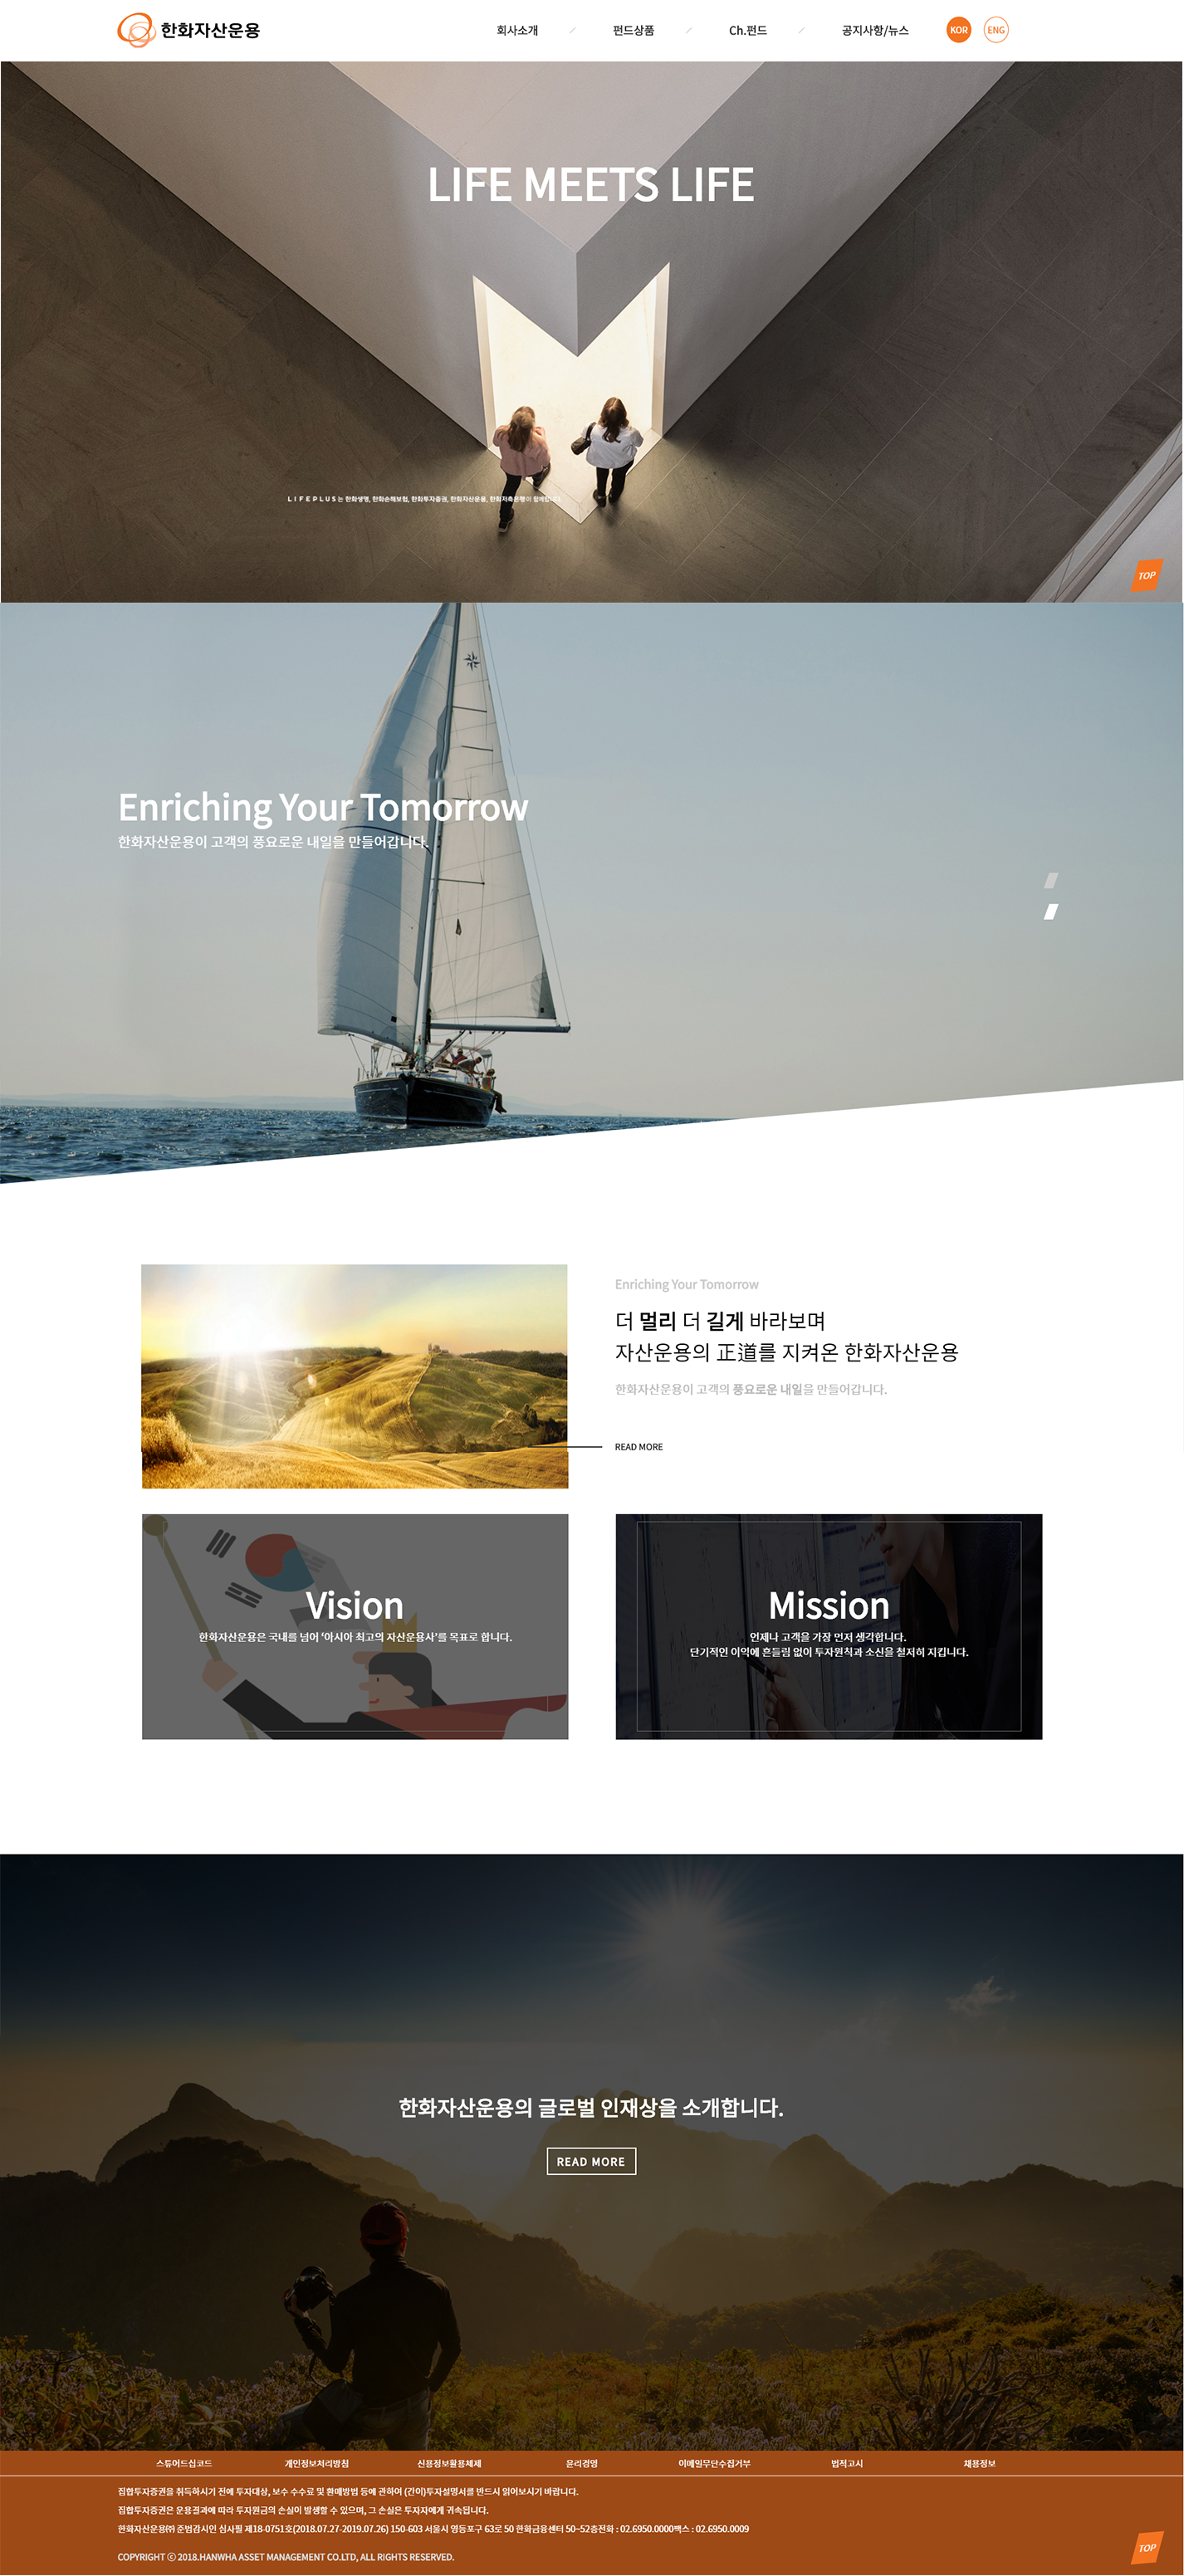 한화자산운용
회사소개
펀드상품
Ch.펀드
공지사항/뉴스
KOR
ENG
LIFE MEETS LIFE
LIFEPLUS는 한화생명, 한화손해보험, 한화투자증권, 한화자산운용, 한화저축은행이 함께합니다.
TOP
Enriching Your Tomorrow
한화자산운용이 고객의 풍요로운 내일을 만들어갑니다.
Enriching Your Tomorrow
더 멀리 더 길게 바라보며
자산운용의 正道를 지켜온 한화자산운용
한화자산운용이 고객의 풍요로운 내일을 만들어갑니다.
READ MORE
Vision
한화자산운용은 국내를 넘어 ‘아시아 최고의 자산운용사’를 목표로 합니다.
Mission
언제나 고객을 가장 먼저 생각합니다.
단기적인 이익에 흔들림 없이 투자원칙과 소신을 철저히 지킵니다.
한화자산운용의 글로벌 인재상을 소개합니다.
READ MORE
스튜어드십코드
개인정보처리방침
신용정보활용체제
윤리경영
이메일무단수집거부
법적고시
채용정보
집합투자증권을 취득하시기 전에 투자대상, 보수 수수료 및 환매방법 등에 관하여 (간이)투자설명서를 반드시 읽어보시기 바랍니다.
집합투자증권은 운용결과에 따라 투자원금의 손실이 발생할 수 있으며, 그 손실은 투자자에게 귀속됩니다.
한화자산운용㈜ 준법감시인 심사필 제18-0751호(2018.07.27-2019.07.26) 150-603 서울시 영등포구 63로 50 한화금융센터 50~52층전화 : 02.6950.0000팩스 : 02.6950.0009
COPYRIGHT ⓒ 2018.HANWHA ASSET MANAGEMENT CO.LTD, ALL RIGHTS RESERVED.
TOP